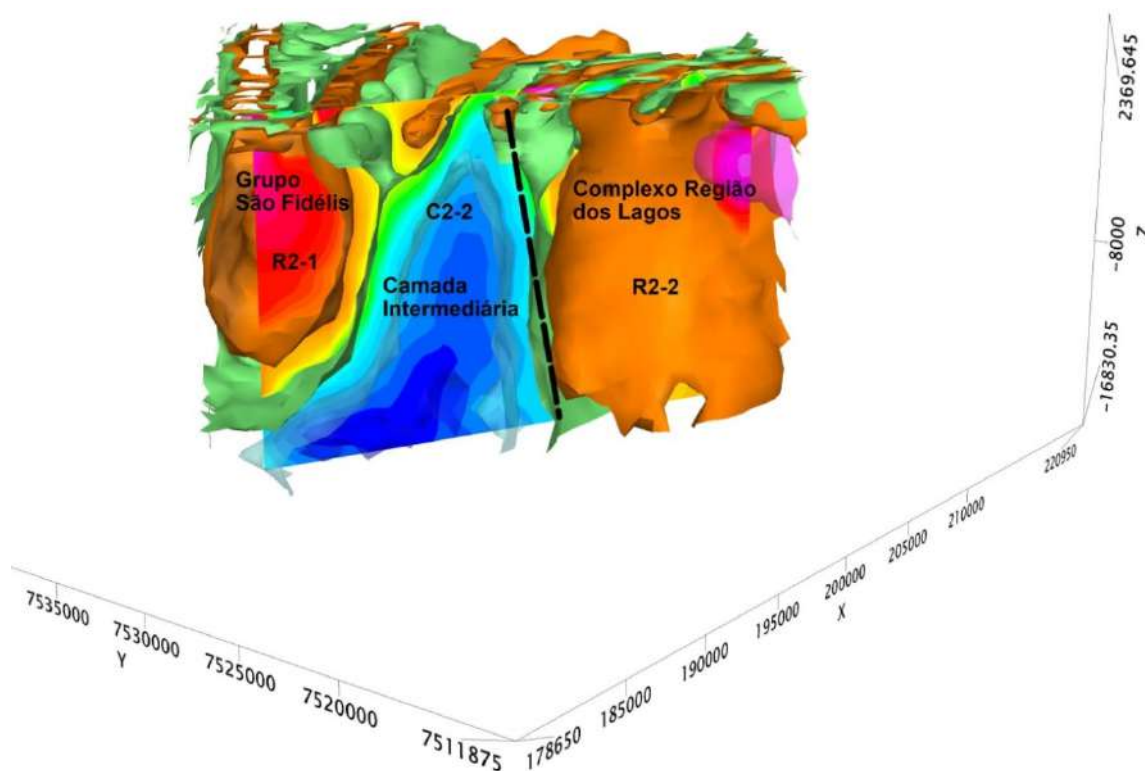 Grupo
São Fidélis
R2-1
C2-2
Camada
Intermediária
Complexo Região
dos Lagos
R2-2
2369.645
Z
-8000
-16830.35
7535000
7530000
7525000
7520000
7511875
Y
178650
185000
190000
195000
200000
205000
210000
220950
X